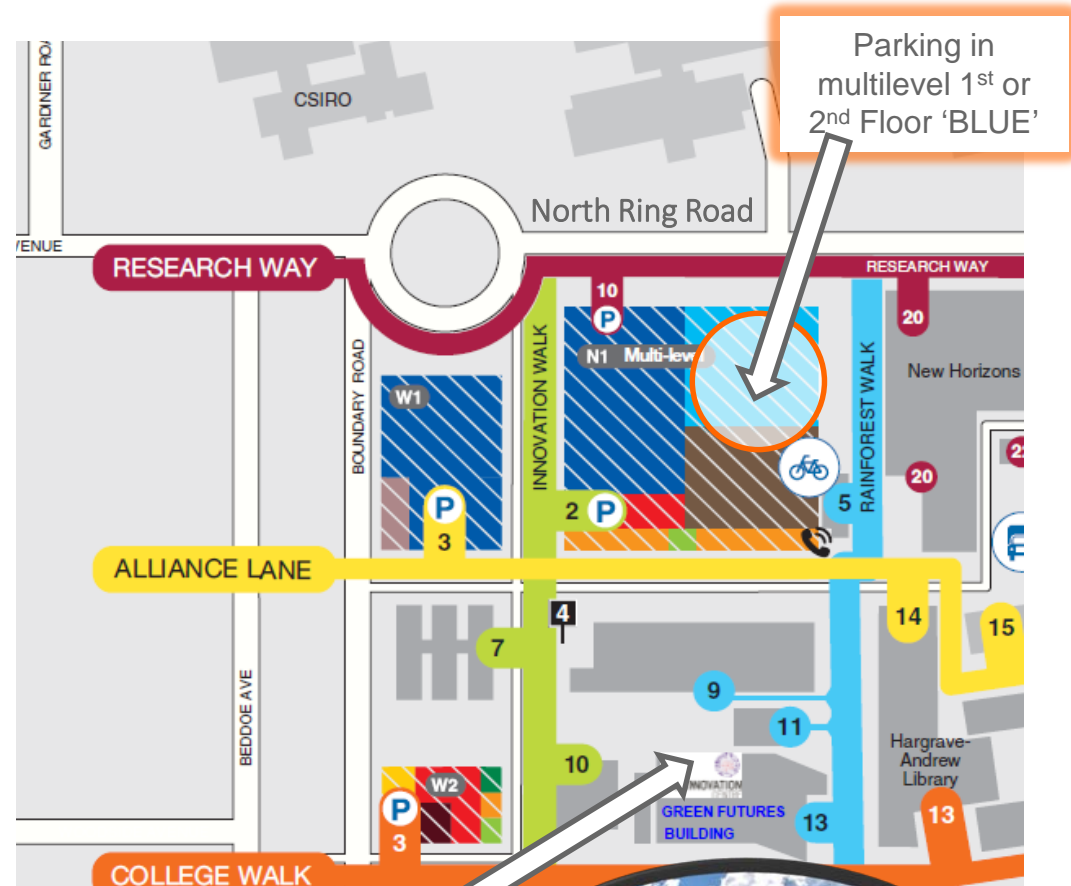 Parking in
multilevel 1st or
2nd Floor ‘BLUE’
CSIRO
North Ring Road
RESEARCH WAY
RESEARCH WAY
10
P
20
N1 Multi-level
New Horizons
W1
BOUNDARY ROAD
INNOVATION WALK
RAINFOREST WALK
20
P
3
2 P
5
ALLIANCE LANE
4
14
15
7
BEDDOE AVE
9
11
Hargrave-
Andrew
Library
10
W2
P
3
GREEN FUTURES
BUILDING
13
13
COLLEGE WALK